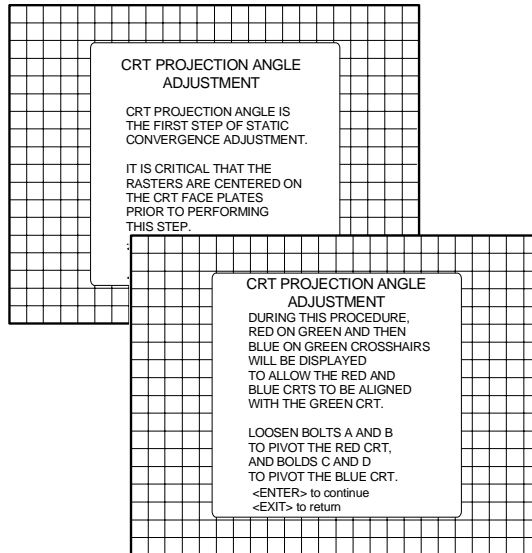 CRT PROJECTION ANGLE
ADJUSTMENT
CRT PROJECTION ANGLE IS
THE FIRST STEP OF STATIC
CONVERGENCE ADJUSTMENT.
IT IS CRITICAL THAT THE
RASTERS ARE CENTERED ON
THE CRT FACE PLATES
PRIOR TO PERFORMING
THIS STEP.
CRT PROJECTION ANGLE
ADJUSTMENT
DURING THIS PROCEDURE,
RED ON GREEN AND THEN
BLUE ON GREEN CROSSHAIRS
WILL BE DISPLAYED
TO ALLOW THE RED AND
BLUE CRTS TO BE ALIGNED
WITH THE GREEN CRT.
LOOSEN BOLTS A AND B
TO PIVOT THE RED CRT,
AND BOLDS C AND D
TO PIVOT THE BLUE CRT.
<ENTER> to continue
<EXIT> to return